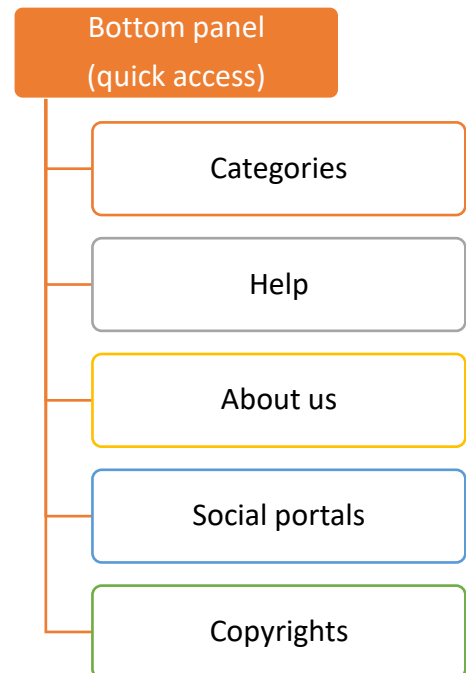 Bottom panel
(quick access)
Categories
Help
About us
Social portals
Copyrights